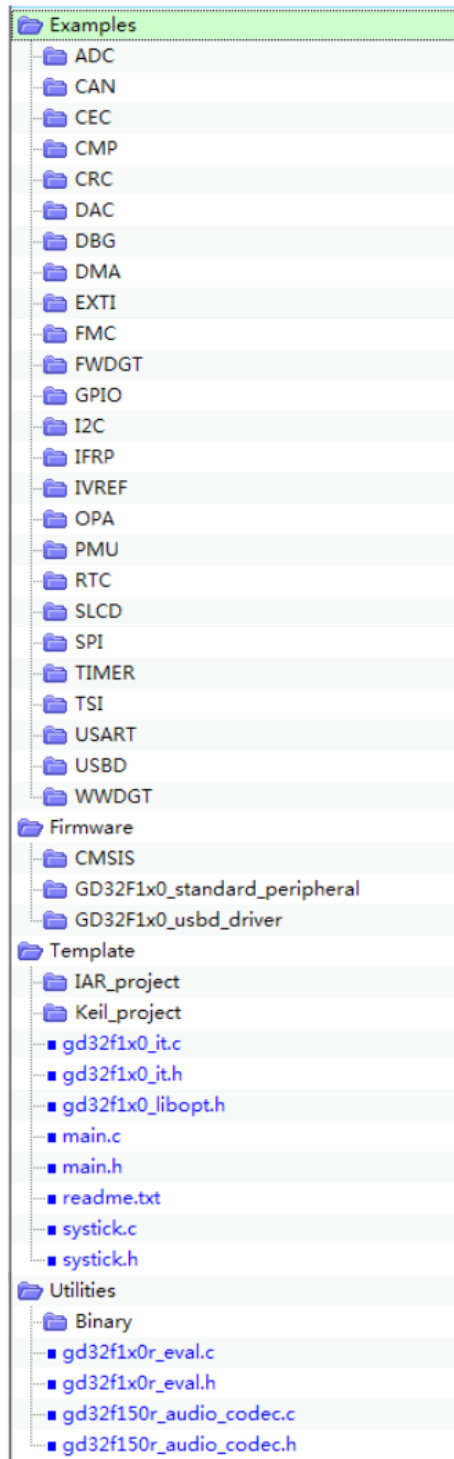 Examples
ADC
CAN
CEC
CMP
CRC
DAC
DBG
DMA
EXTI
FMC
FWDGT
GPIO
I2C
IFRP
IVREF
OPA
PMU
RTC
SLCD
SPI
TIMER
TSI
USART
USBD
WWDGT
Firmware
CMSIS
GD32F1x0_standard_peripheral
GD32F1x0_usbd_driver
Template
IAR_project
Keil_project
gd32f1x0_it.c
gd32f1x0_it.h
gd32f1x0_libopt.h
main.c
main.h
readme.txt
systick.c
systick.h
Utilities
Binary
gd32f1x0r_eval.c
gd32f1x0r_eval.h
gd32f150r_audio_codec.c
gd32f150r_audio_codec.h